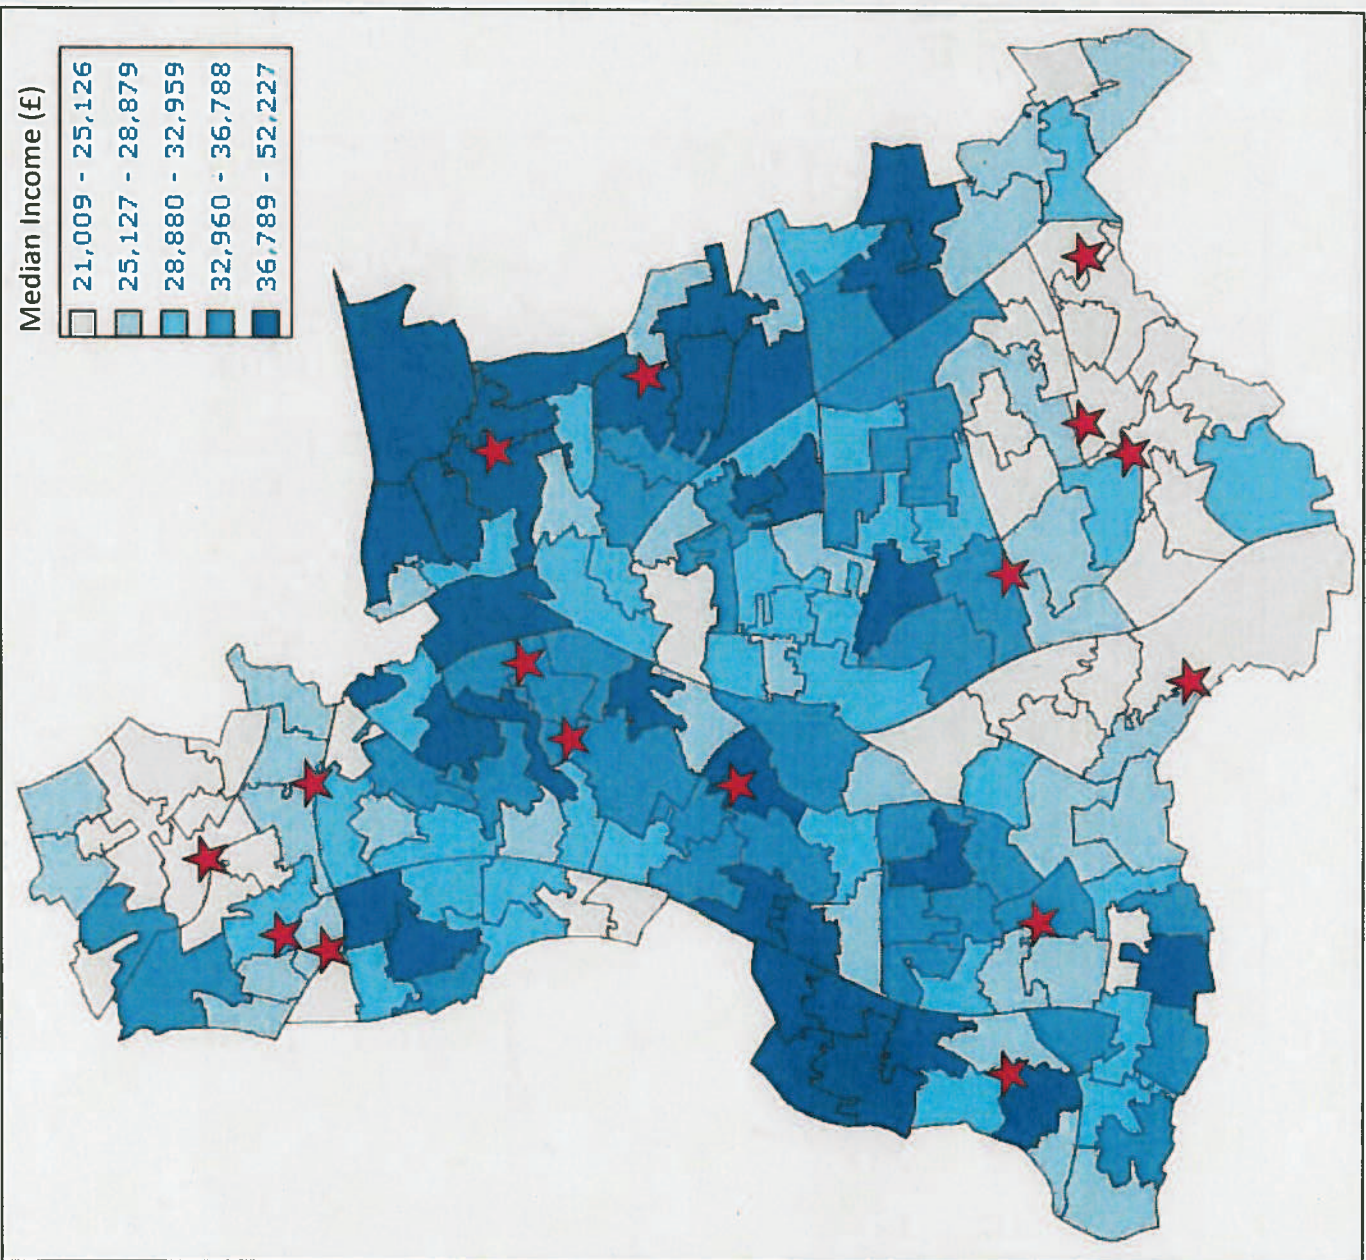 Median Income (£)
21,009 - 25,126
25,127 - 28,879
28,880 - 32,959
32,960 - 36,788
36,789 - 52,227